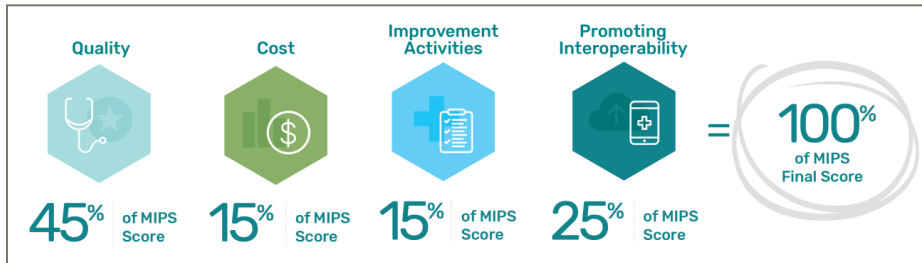 Quality
45% of MIPS
Score
Cost
15% of MIPS
Score
Improvement
Activities
15% of MIPS
Score
Promoting
Interoperability
25% of MIPS
Score
=
100%
of MIPS
Final Score